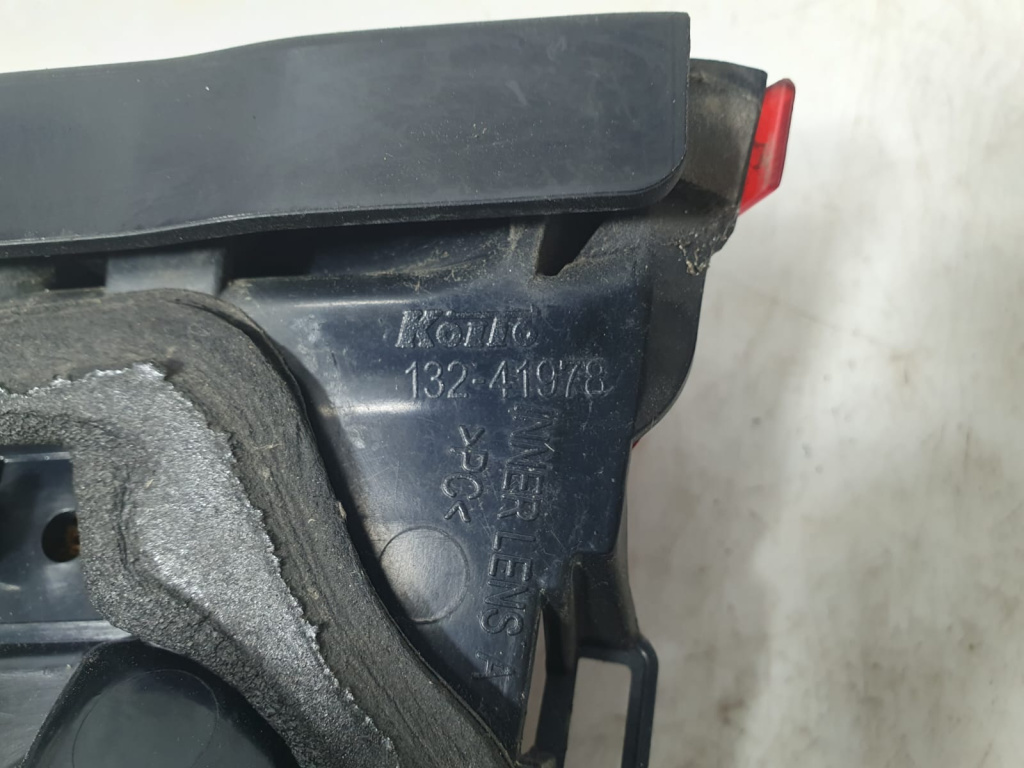 Koito
132-41978
INNER LENS - A
>PC<